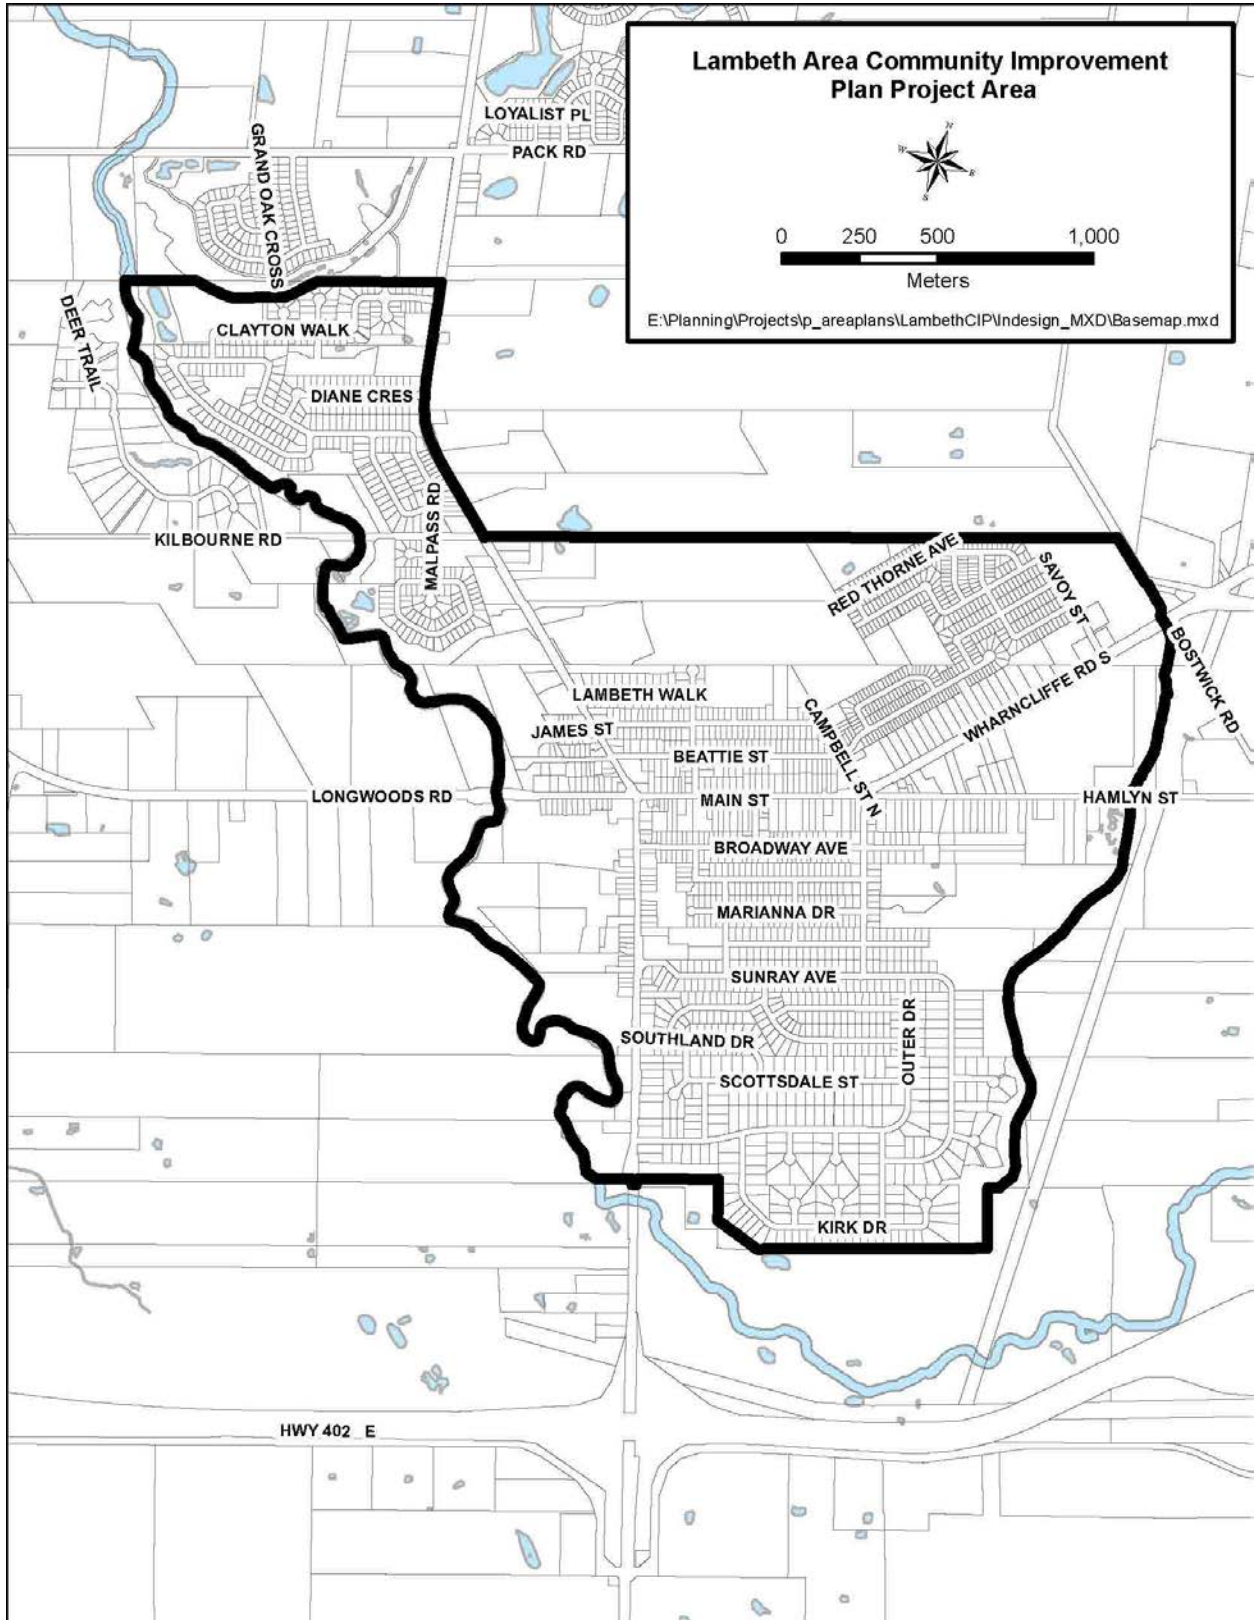 Lambeth Area Community Improvement
Plan Project Area
N
W
E
S
0 250 500 1,000
Meters
E:\Planning\Projects\p_areaplans\LambethCIP\Indesign_MXD\Basemap.mxd
LOYALIST PL
PACK RD
GRAND OAK CROSS
DEER TRAIL
CLAYTON WALK
DIANE CRES
MALPASS RD
KILBOURNE RD
RED THORNE AVE
SAVOY ST
BOSTWICK RD
WHARNCLIFFE RD S
LAMBETH WALK
CAMPBELL ST N
JAMES ST
BEATTIE ST
LONGWOODS RD
MAIN ST
HAMLYN ST
BROADWAY AVE
MARIANNA DR
SUNRAY AVE
OUTER DR
SOUTHLAND DR
SCOTTSDALE ST
KIRK DR
HWY 402 E